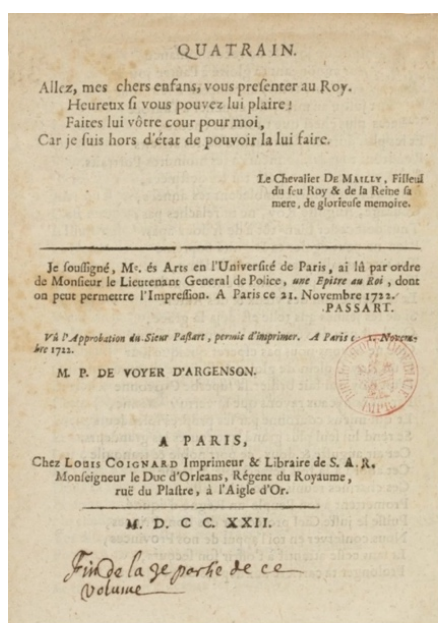 QUATRAIN.
Allez, mes chers enfans, vous presenter au Roy.
Heureux si vous pouvez lui plaire;
Faites lui vôtre cour pour moi,
Car je suis hors d'état de pouvoir la lui faire.
Le Chevalier DE MAILLY, Filleul
du feu Roy & de la Reine sa
mere, de glorieuse memoire.
Je soussigné, Me. és Arts en l'Université de Paris, ai lû par ordre
de Monsieur le Lieutenant General de Police, une Epitre au Roi, dont
on peut permettre l'Impression. A Paris ce 21. Novembre 1722.
PASSART.
Vû l'Approbation du Sieur Passart, permis d'imprimer. A Paris 1. Novem-
bre 1722.
M. P. DE VOYER D'ARGENSON.
A PARIS,
Chez LOUIS COIGNARD Imprimeur & Libraire de S. A. R.
Monseigneur le Duc d'Orleans, Régent du Royaume,
ruë du Plastre, à l'Aigle d'Or.
M. D. C C. XXII.
Fin de la 3e partie de ce
volume